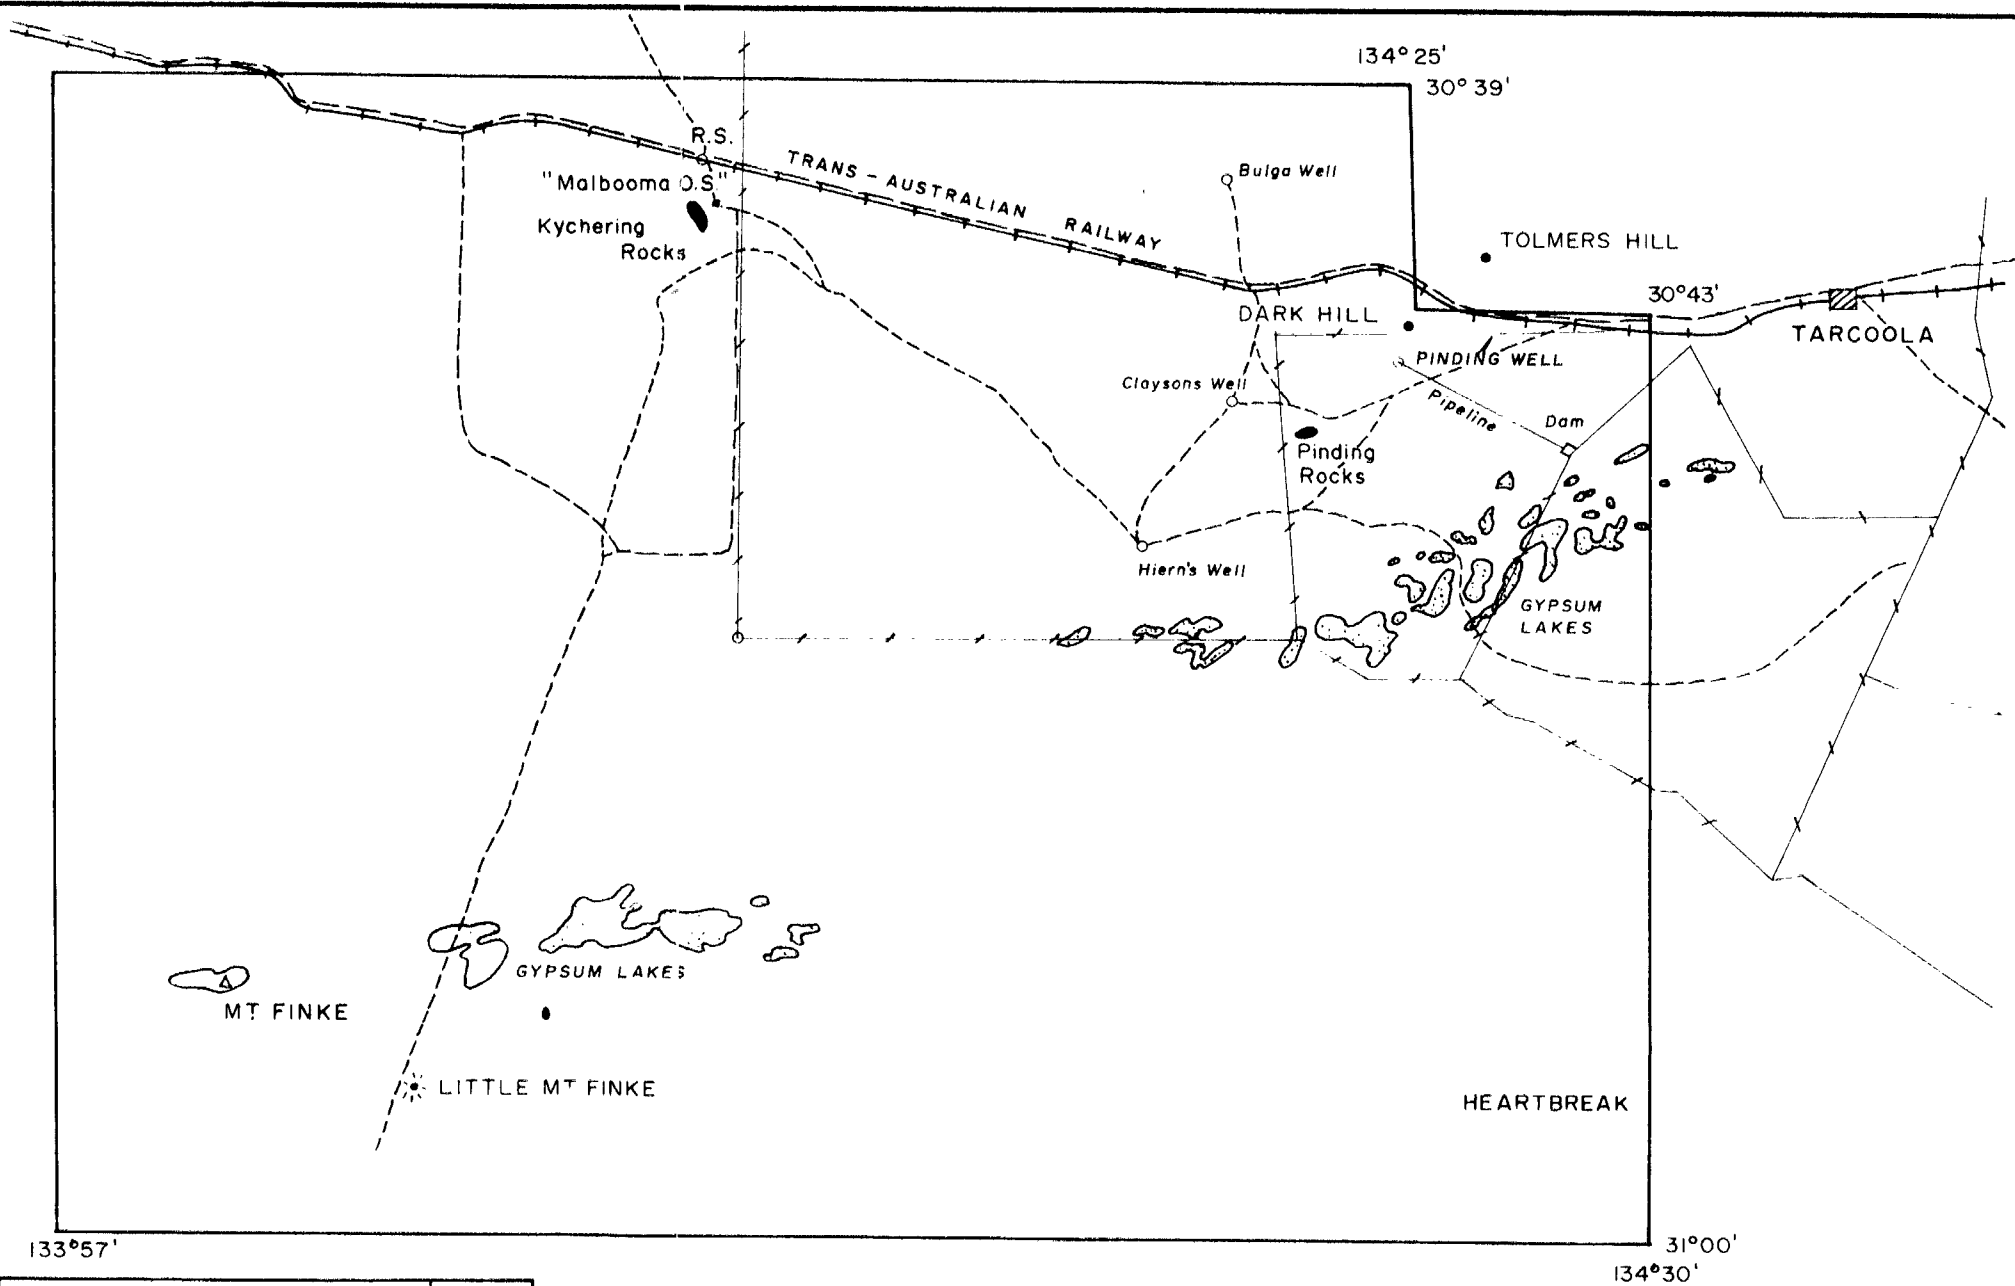 134° 25'
30° 39'
R.S.
"Malbooma O.S."
Kychering
Rocks
TRANS - AUSTRALIAN RAILWAY
Bulga Well
TOLMERS HILL
30°43'
DARK HILL
TARCOOLA
PINDING WELL
Claysons Well
Pipeline
Dam
Pinding
Rocks
Hiern's Well
GYPSUM
LAKES
GYPSUM LAKES
MT FINKE
LITTLE MT FINKE
HEARTBREAK
133°57'
31°00'
134°30'